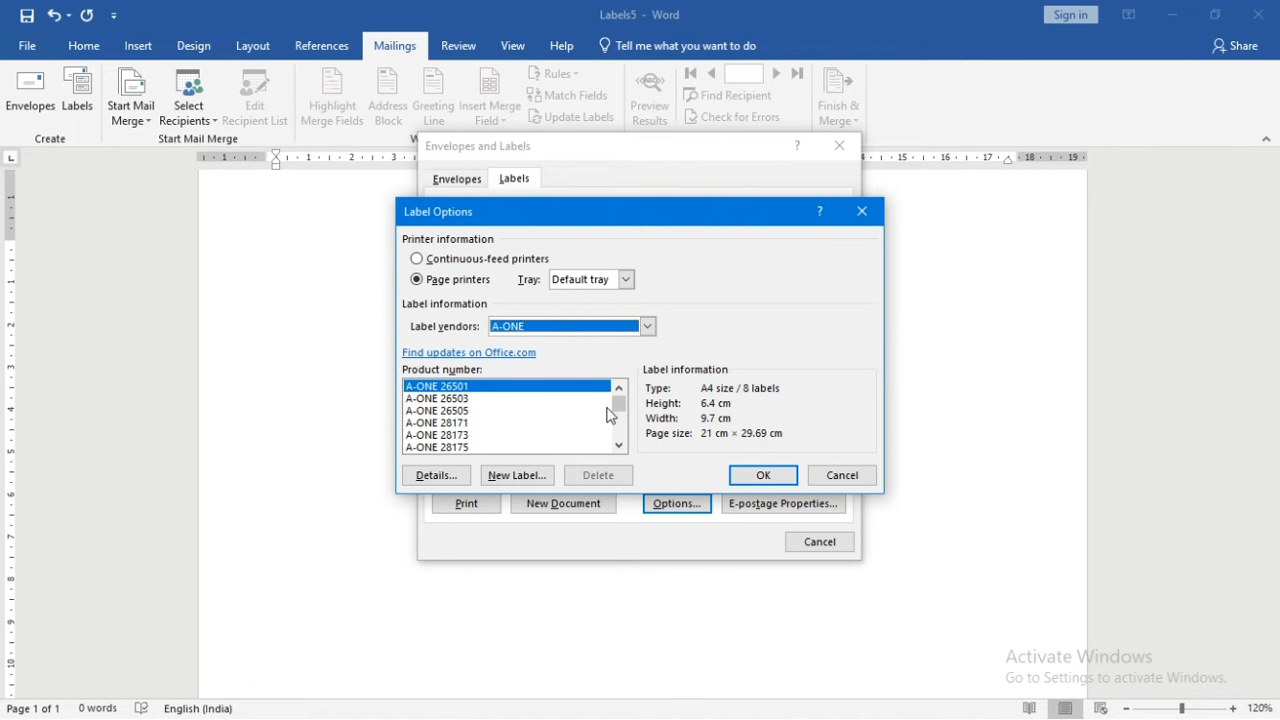 Labels5 - Word
Sign in
File Home Insert Design Layout References Mailings Review View Help Tell me what you want to do Share
Envelopes Labels
Create
Start Mail Merge
Select Recipients
Edit Recipient List
Start Mail Merge
Highlight Merge Fields
Address Block
Greeting Line
Insert Merge Field
Rules
Match Fields
Update Labels
Preview Results
Find Recipient
Check for Errors
Finish & Merge
Envelopes and Labels
Envelopes Labels
Label Options
Printer information
Continuous-feed printers
Page printers Tray: Default tray
Label information
Label vendors: A-ONE
Find updates on Office.com
Product number:
A-ONE 26501
A-ONE 26503
A-ONE 26505
A-ONE 28171
A-ONE 28173
A-ONE 28175
Label information
Type: A4 size / 8 labels
Height: 6.4 cm
Width: 9.7 cm
Page size: 21 cm × 29.69 cm
Details... New Label... Delete OK Cancel
Print New Document Options... E-postage Properties...
Cancel
Activate Windows
Go to Settings to activate Windows.
Page 1 of 1 0 words English (India) 120%